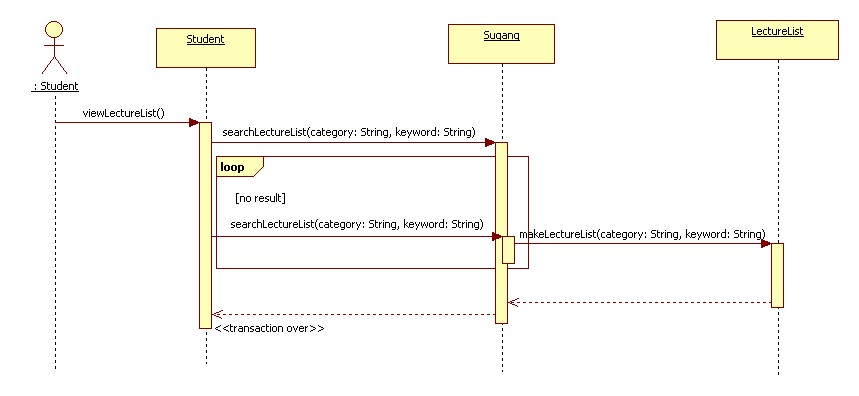 Student
Sugang
LectureList
: Student
viewLectureList()
searchLectureList(category: String, keyword: String)
loop
[no result]
searchLectureList(category: String, keyword: String)
makeLectureList(category: String, keyword: String)
<<transaction over>>